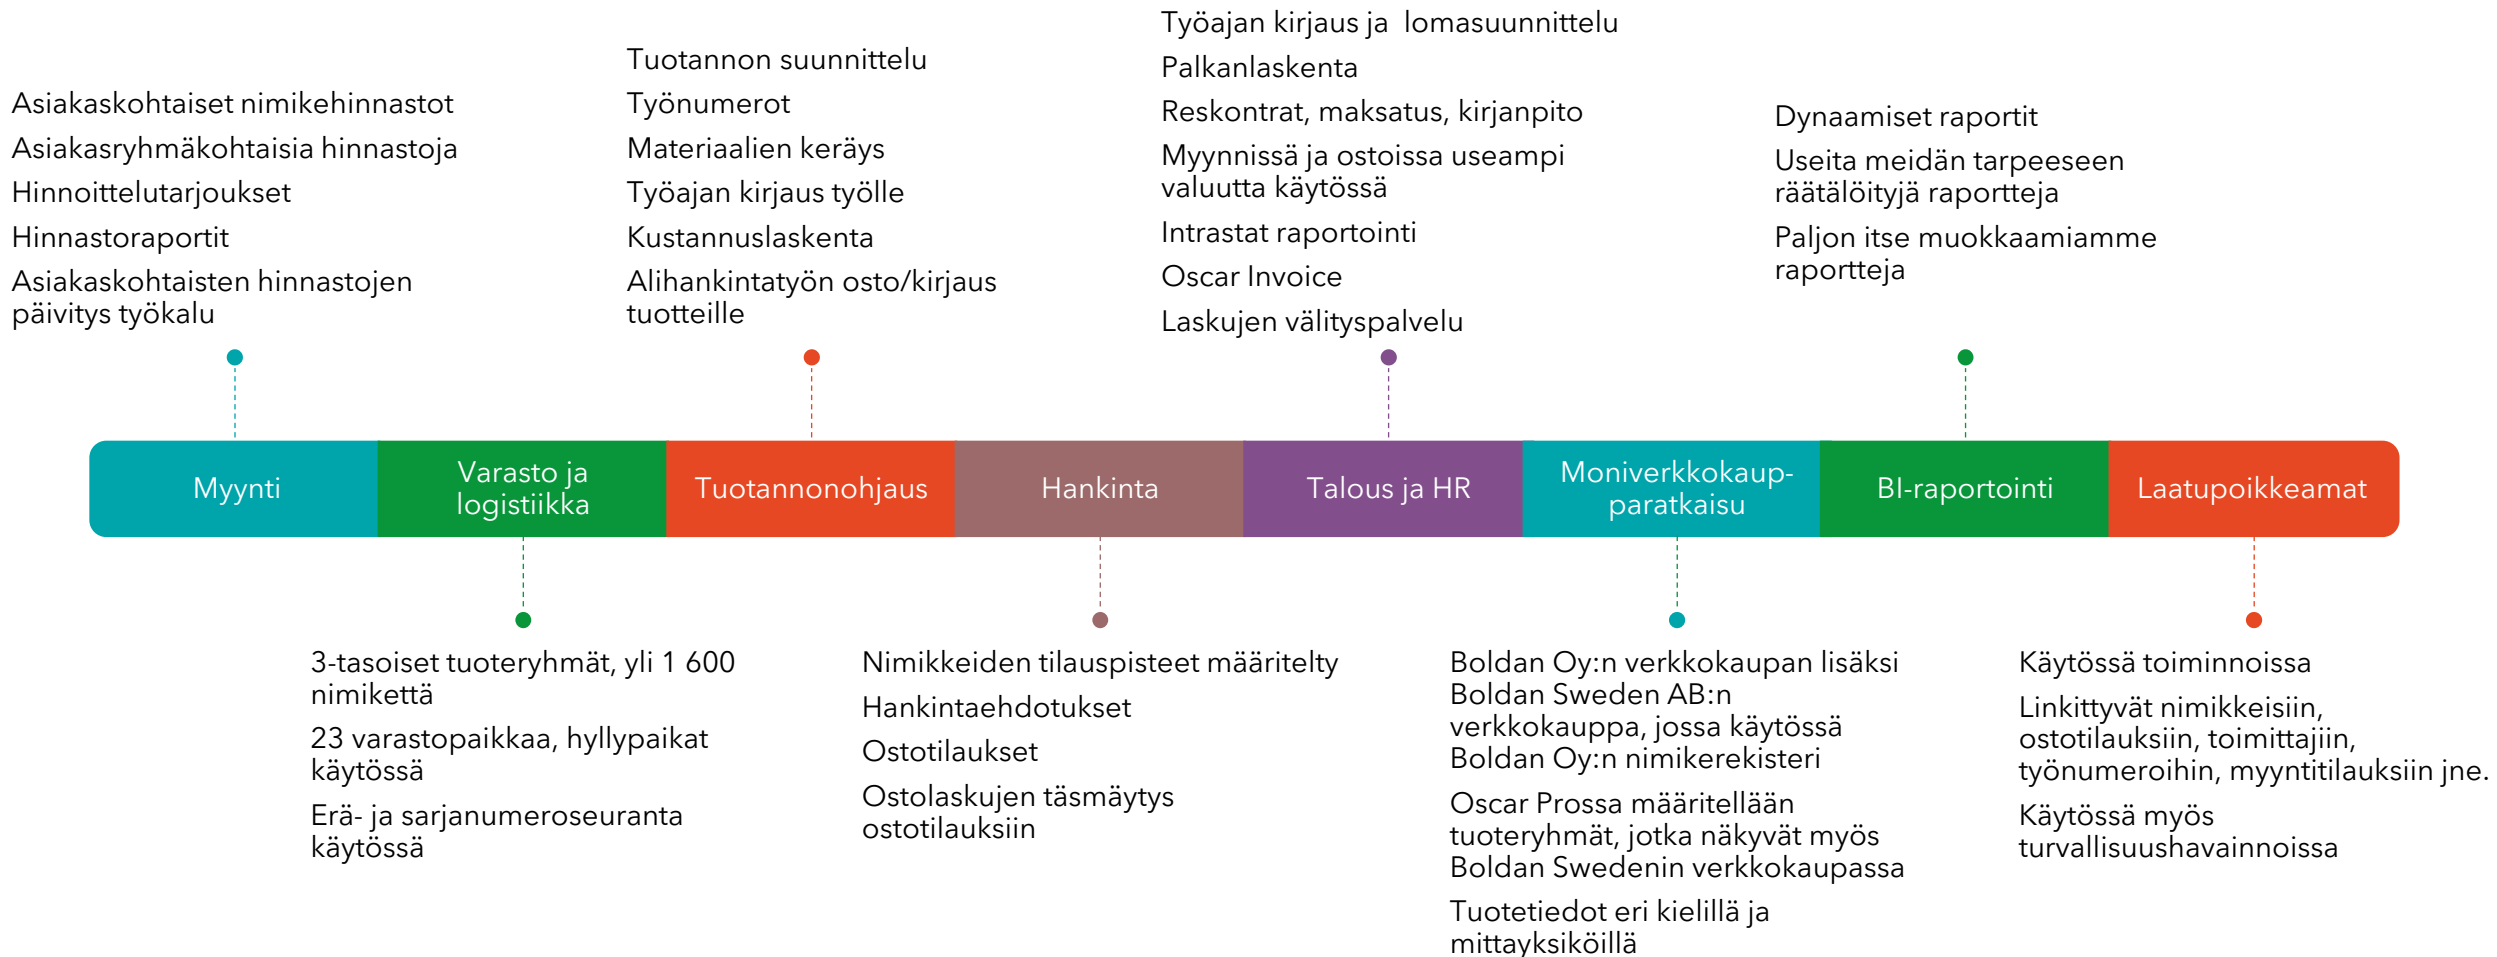 Asiakaskohtaiset nimikehinnastot
Asiakasryhmäkohtaisia hinnastoja
Hinnoittelutarjoukset
Hinnastoraportit
Asiakaskohtaisten hinnastojen
päivitys työkalu
Tuotannon suunnittelu
Työnumerot
Materiaalien keräys
Työajan kirjaus työlle
Kustannuslaskenta
Alihankintatyön osto/kirjaus
tuotteille
Työajan kirjaus ja lomasuunnittelu
Palkanlaskenta
Reskontrat, maksatus, kirjanpito
Myynnissä ja ostoissa useampi
valuutta käytössä
Intrastat raportointi
Oscar Invoice
Laskujen välityspalvelu
Dynaamiset raportit
Useita meidän tarpeeseen
räätälöityjä raportteja
Paljon itse muokkaamiamme
raportteja
Myynti
Varasto ja
logistiikka
Tuotannonohjaus
Hankinta
Talous ja HR
Moniverkkokaup-
paratkaisu
BI-raportointi
Laatupoikkeamat
3-tasoiset tuoteryhmät, yli 1 600
nimikettä
23 varastopaikkaa, hyllypaikat
käytössä
Erä- ja sarjanumeroseuranta
käytössä
Nimikkeiden tilauspisteet määritelty
Hankintaehdotukset
Ostotilaukset
Ostolaskujen täsmäytys
ostotilauksiin
Boldan Oy:n verkkokaupan lisäksi
Boldan Sweden AB:n
verkkokauppa, jossa käytössä
Boldan Oy:n nimikerekisteri
Oscar Prossa määritellään
tuoteryhmät, jotka näkyvät myös
Boldan Swedenin verkkokaupassa
Tuotetiedot eri kielillä ja
mittayksiköillä
Käytössä toiminnoissa
Linkittyvät nimikkeisiin,
ostotilauksiin, toimittajiin,
työnumeroihin, myyntitilauksiin jne.
Käytössä myös
turvallisuushavainnoissa